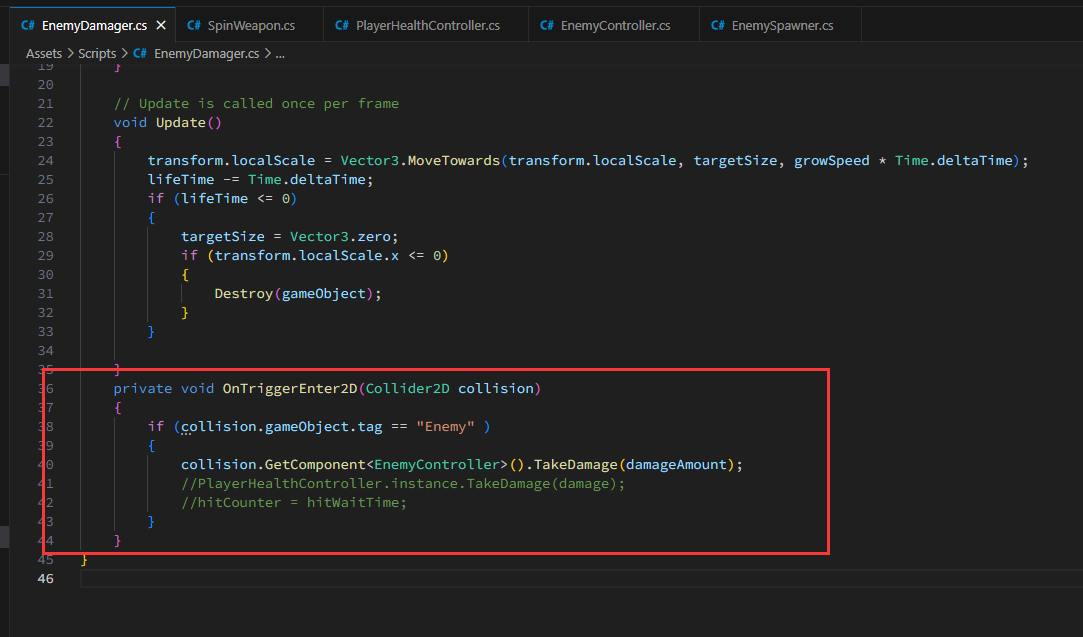 C# EnemyDamager.cs × C# SpinWeapon.cs C# PlayerHealthController.cs C# EnemyController.cs C# EnemySpawner.cs
Assets > Scripts > C# EnemyDamager.cs > ...
19 }
20
21 // Update is called once per frame
22 void Update()
23 {
24 transform.localScale = Vector3.MoveTowards(transform.localScale, targetSize, growSpeed * Time.deltaTime);
25 lifeTime -= Time.deltaTime;
26 if (lifeTime <= 0)
27 {
28 targetSize = Vector3.zero;
29 if (transform.localScale.x <= 0)
30 {
31 Destroy(gameObject);
32 }
33 }
34
35 }
36 private void OnTriggerEnter2D(Collider2D collision)
37 {
38 if (collision.gameObject.tag == "Enemy" )
39 {
40 collision.GetComponent<EnemyController>().TakeDamage(damageAmount);
41 //PlayerHealthController.instance.TakeDamage(damage);
42 //hitCounter = hitWaitTime;
43 }
44 }
45 }
46